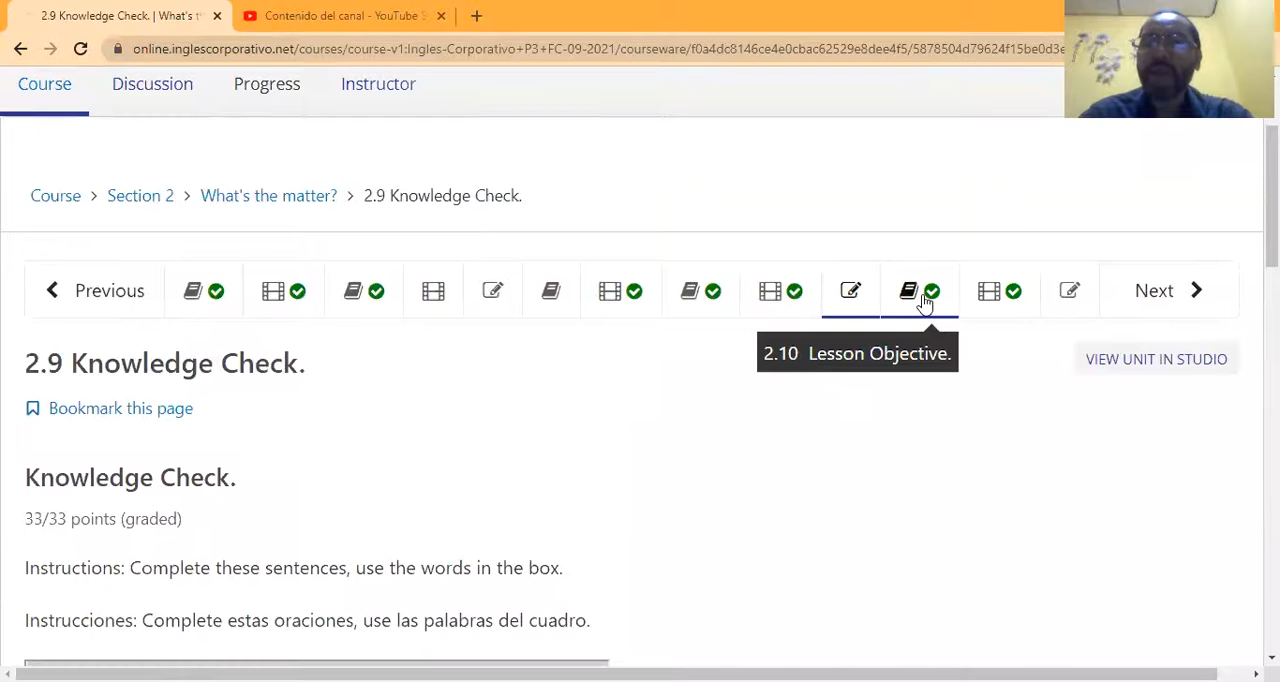 2.9 Knowledge Check. | What's t
Contenido del canal - YouTube S
online.inglescorporativo.net/courses/course-v1:Ingles-Corporativo+P3+FC-09-2021/courseware/f0a4dc8146ce4e0cbac62529e8dee4f5/5878504d79624f15be0d3e
Course Discussion Progress Instructor
Course > Section 2 > What's the matter? > 2.9 Knowledge Check.
Previous Next
2.10 Lesson Objective.
2.9 Knowledge Check.
VIEW UNIT IN STUDIO
Bookmark this page
Knowledge Check.
33/33 points (graded)
Instructions: Complete these sentences, use the words in the box.
Instrucciones: Complete estas oraciones, use las palabras del cuadro.